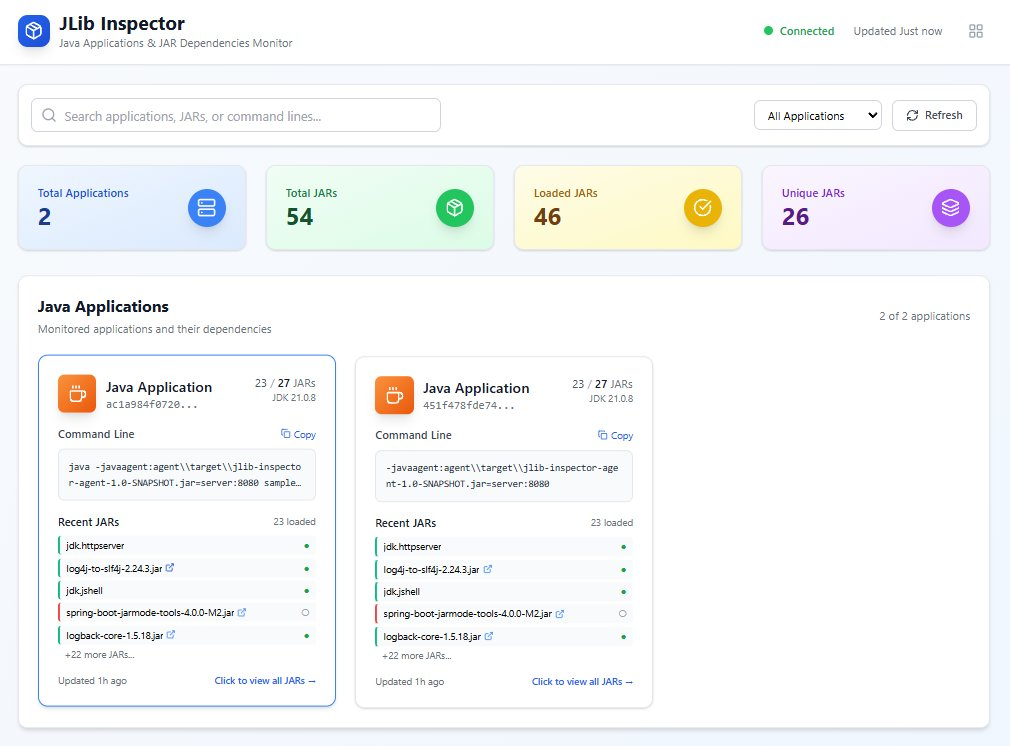 JLib Inspector
Java Applications & JAR Dependencies Monitor
Connected
Updated Just now
Search applications, JARs, or command lines...
All Applications
Refresh
Total Applications
2
Total JARs
54
Loaded JARs
46
Unique JARs
26
Java Applications
Monitored applications and their dependencies
2 of 2 applications
Java Application
ac1a984f0720...
23 / 27 JARs
JDK 21.0.8
Command Line
Copy
java -javaagent:agent\\target\\jlib-inspecto
r-agent-1.0-SNAPSHOT.jar=server:8080 sample…
Recent JARs
23 loaded
jdk.httpserver
log4j-to-slf4j-2.24.3.jar
jdk.jshell
spring-boot-jarmode-tools-4.0.0-M2.jar
logback-core-1.5.18.jar
+22 more JARs...
Updated 1h ago
Click to view all JARs →
Java Application
451f478fde74...
23 / 27 JARs
JDK 21.0.8
Command Line
Copy
-javaagent:agent\\target\\jlib-inspector-age
nt-1.0-SNAPSHOT.jar=server:8080
Recent JARs
23 loaded
jdk.httpserver
log4j-to-slf4j-2.24.3.jar
jdk.jshell
spring-boot-jarmode-tools-4.0.0-M2.jar
logback-core-1.5.18.jar
+22 more JARs...
Updated 1h ago
Click to view all JARs →